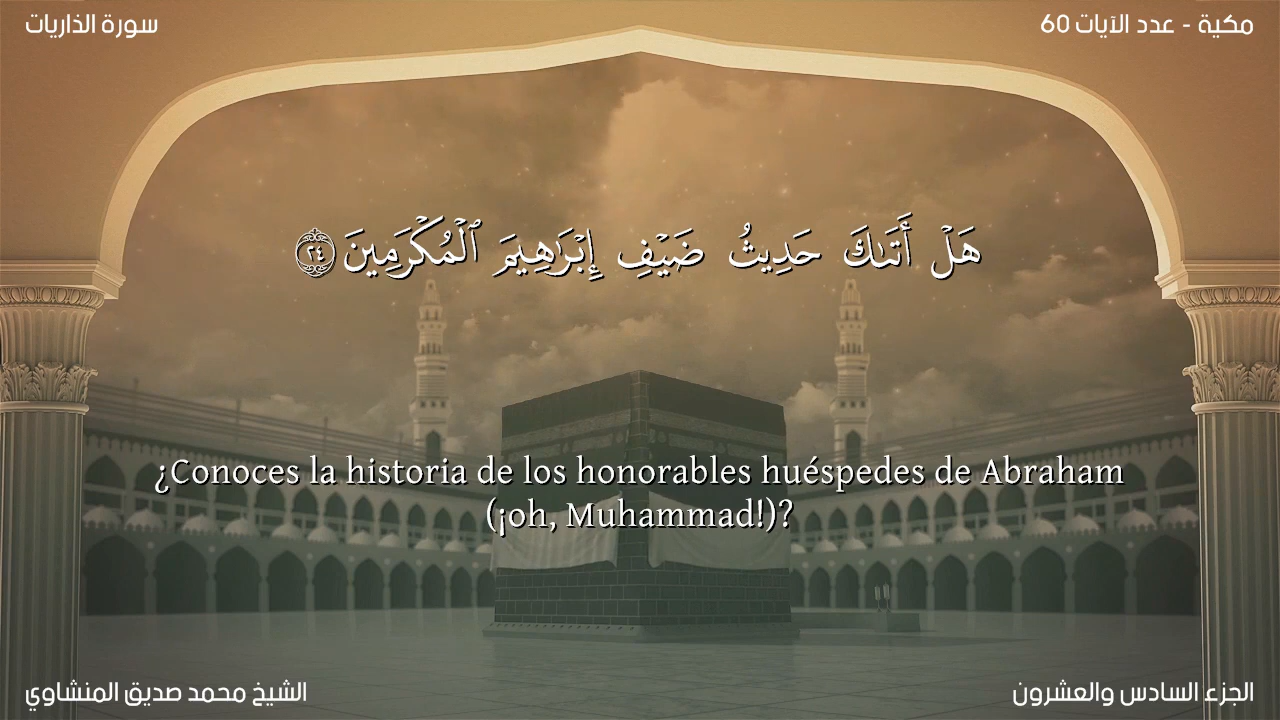 سورة الذاريات
مكية - عدد الآيات 60
هَلْ أَتَىٰكَ حَدِيثُ ضَيْفِ إِبْرَٰهِيمَ ٱلْمُكْرَمِينَ ٢٤
¿Conoces la historia de los honorables huéspedes de Abraham
(¡oh, Muhammad!)?
الشيخ محمد صديق المنشاوي
الجزء السادس والعشرون